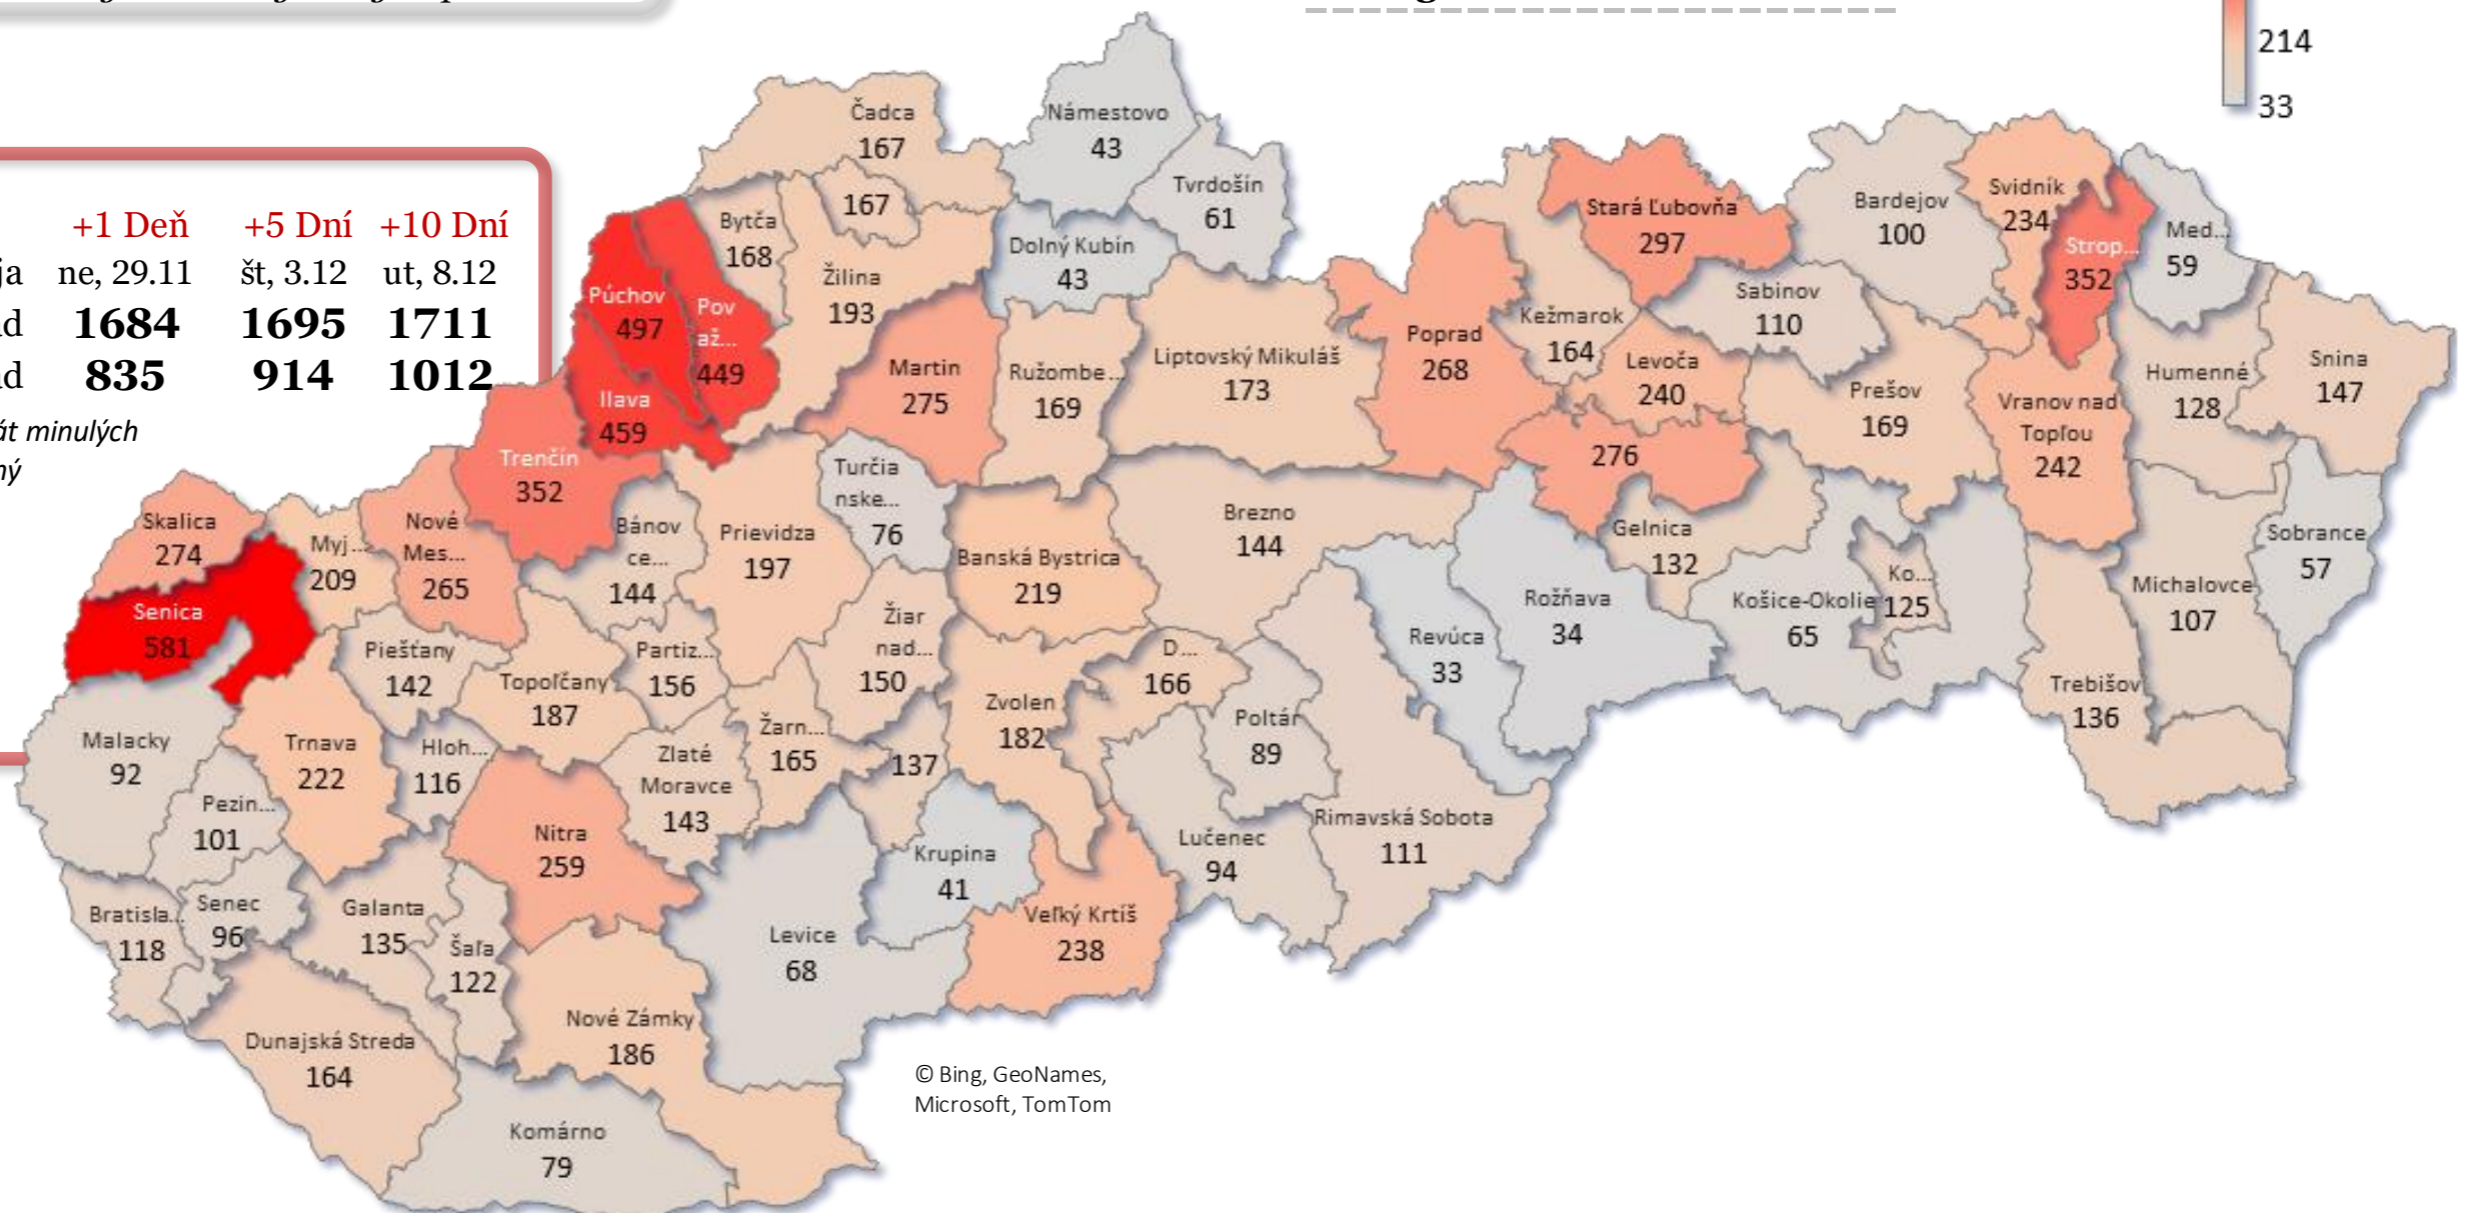 214
33
+1 Deň +5 Dní +10 Dní
ne, 29.11 št, 3.12 ut, 8.12
1684 1695 1711
835 914 1012
át minulých
ný
Čadca
167
Námestovo
43
Tvrdošín
61
167
Bytča
168
Žilina
193
Dolný Kubín
43
Púchov
497
Pov
až...
449
Ilava
459
Martin
275
Ružombe...
169
Liptovský Mikuláš
173
Poprad
268
Kežmarok
164
Stará Ľubovňa
297
Levoča
240
276
Sabinov
110
Bardejov
100
Svidník
234
Strop...
352
Med...
59
Prešov
169
Vranov nad
Topľou
242
Humenné
128
Snina
147
Trenčín
352
Skalica
274
Senica
581
Myj...
209
Nové
Mes...
265
Bánov
ce...
144
Prievidza
197
Turčia
nske...
76
Banská Bystrica
219
Brezno
144
Gelnica
132
Rožňava
34
Revúca
33
Košice-Okolie
65
Ko...
125
Michalovce
107
Sobrance
57
Trebišov
136
Piešťany
142
Topoľčany
187
Partiz...
156
Žiar
nad...
150
Zvolen
182
D...
166
Poltár
89
Malacky
92
Pezin...
101
Trnava
222
Hloh...
116
Zlaté
Moravce
143
Žarn...
165
137
Nitra
259
Krupina
41
Veľký Krtíš
238
Lučenec
94
Rimavská Sobota
111
Bratisla...
118
Senec
96
Galanta
135
Šaľa
122
Levice
68
Nové Zámky
186
Dunajská Streda
164
Komárno
79
© Bing, GeoNames,
Microsoft, TomTom